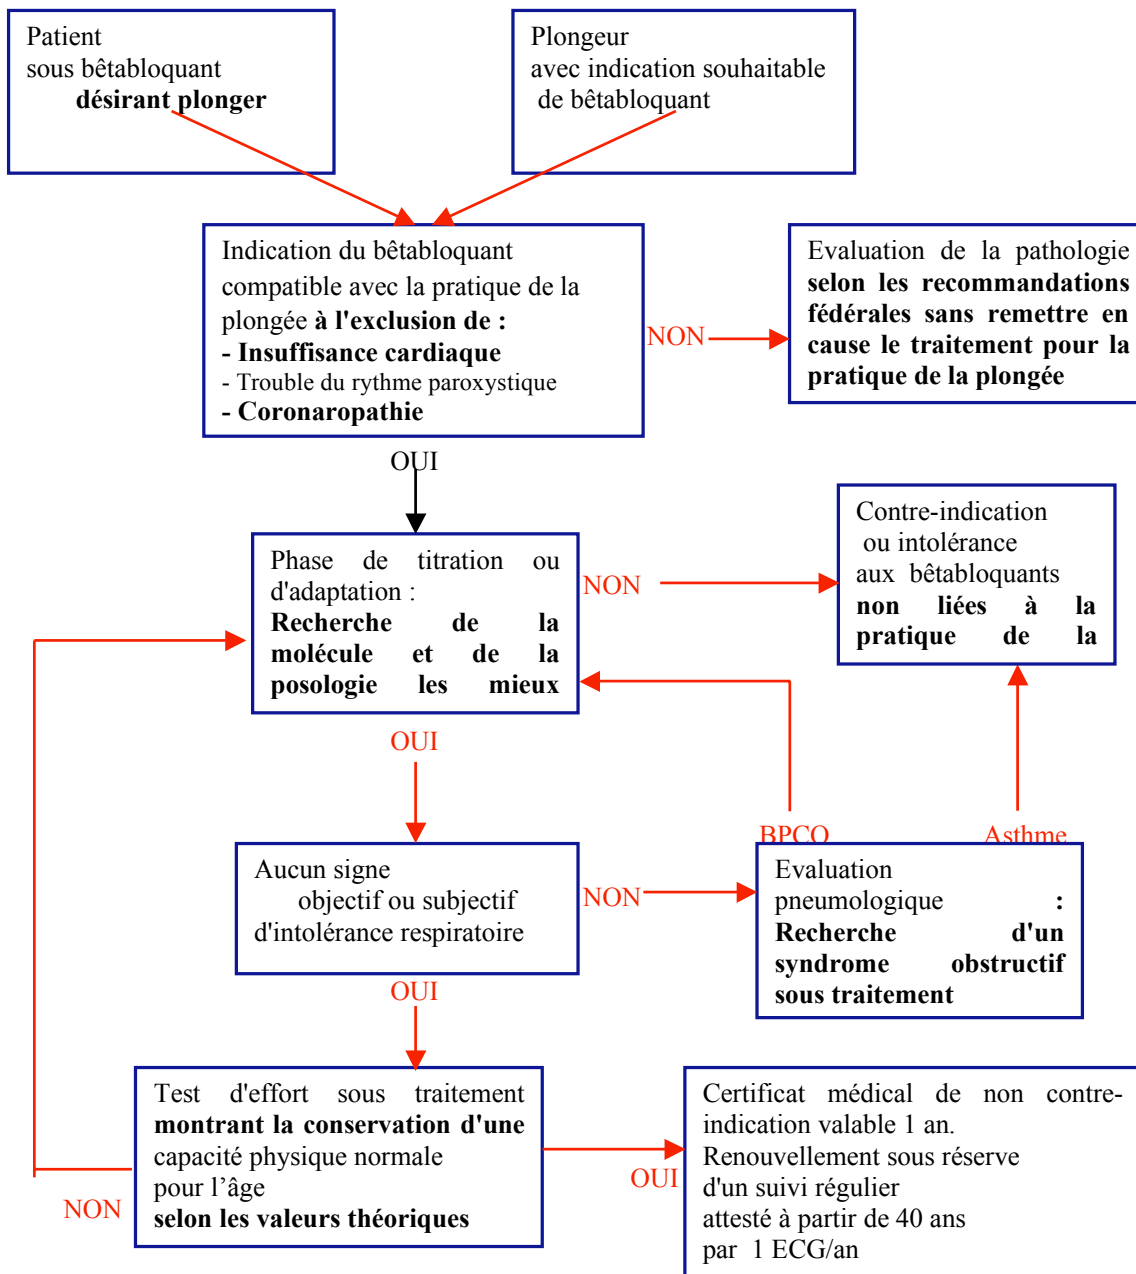 Patient
sous bêtabloquant
désirant plonger
Plongeur
avec indication souhaitable
de bêtabloquant
Indication du bêtabloquant
compatible avec la pratique de la
plongée à l'exclusion de :
- Insuffisance cardiaque
- Trouble du rythme paroxystique
- Coronaropathie
NON
Evaluation de la pathologie
selon les recommandations
fédérales sans remettre en
cause le traitement pour la
pratique de la plongée
OUI
Phase de titration ou
d'adaptation :
Recherche de la
molécule et de la
posologie les mieux
NON
Contre-indication
ou intolérance
aux bêtabloquants
non liées à la
pratique de la
OUI
BPCO
Asthme
Aucun signe
objectif ou subjectif
d'intolérance respiratoire
NON
Evaluation
pneumologique :
Recherche d'un
syndrome obstructif
sous traitement
OUI
Test d'effort sous traitement
montrant la conservation d'une
capacité physique normale
pour l’âge
selon les valeurs théoriques
NON
OUI
Certificat médical de non contre-
indication valable 1 an.
Renouvellement sous réserve
d'un suivi régulier
attesté à partir de 40 ans
par 1 ECG/an